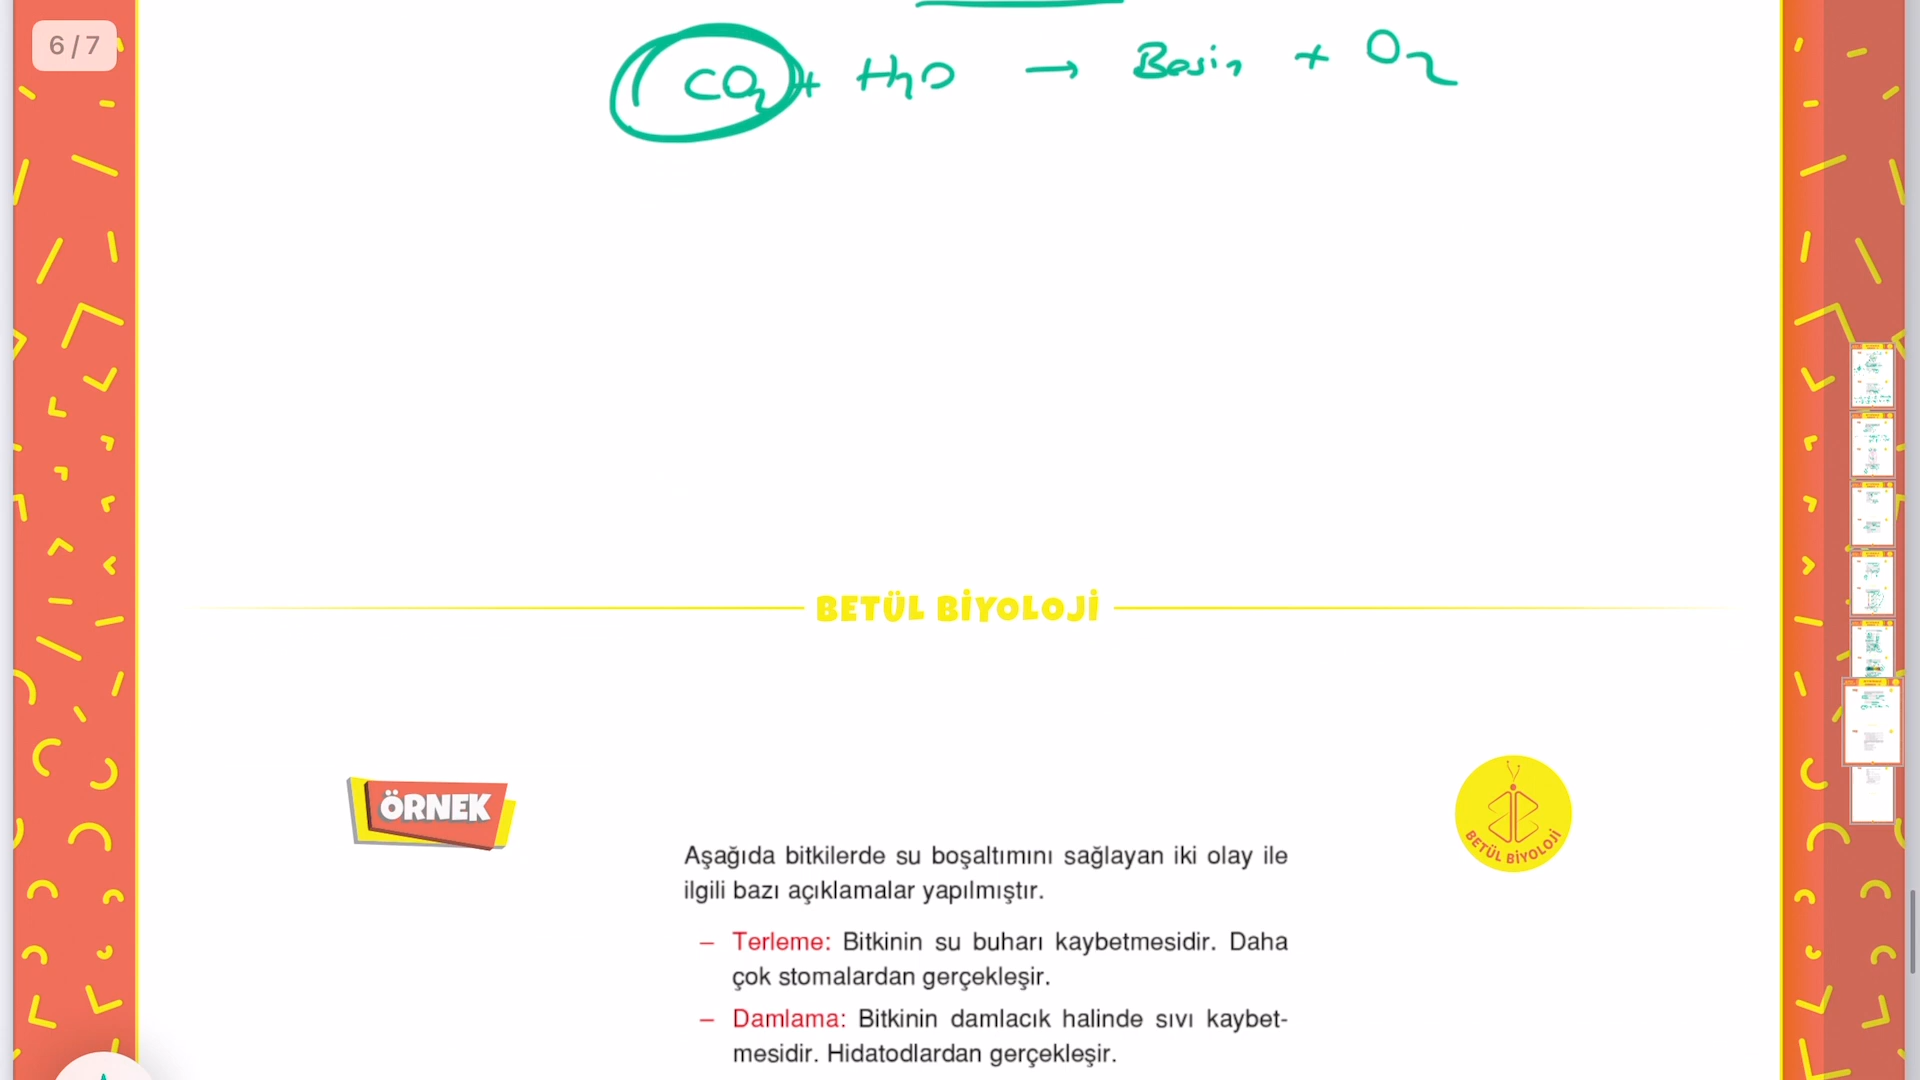 6 / 7
CO2 + H2O → Besin + O2
BETÜL BİYOLOJİ
ÖRNEK
BETÜL BİYOLOJİ
Aşağıda bitkilerde su boşaltımını sağlayan iki olay ile
ilgili bazı açıklamalar yapılmıştır.
– Terleme: Bitkinin su buharı kaybetmesidir. Daha
çok stomalardan gerçekleşir.
– Damlama: Bitkinin damlacık halinde sıvı kaybet-
mesidir. Hidatodlardan gerçekleşir.